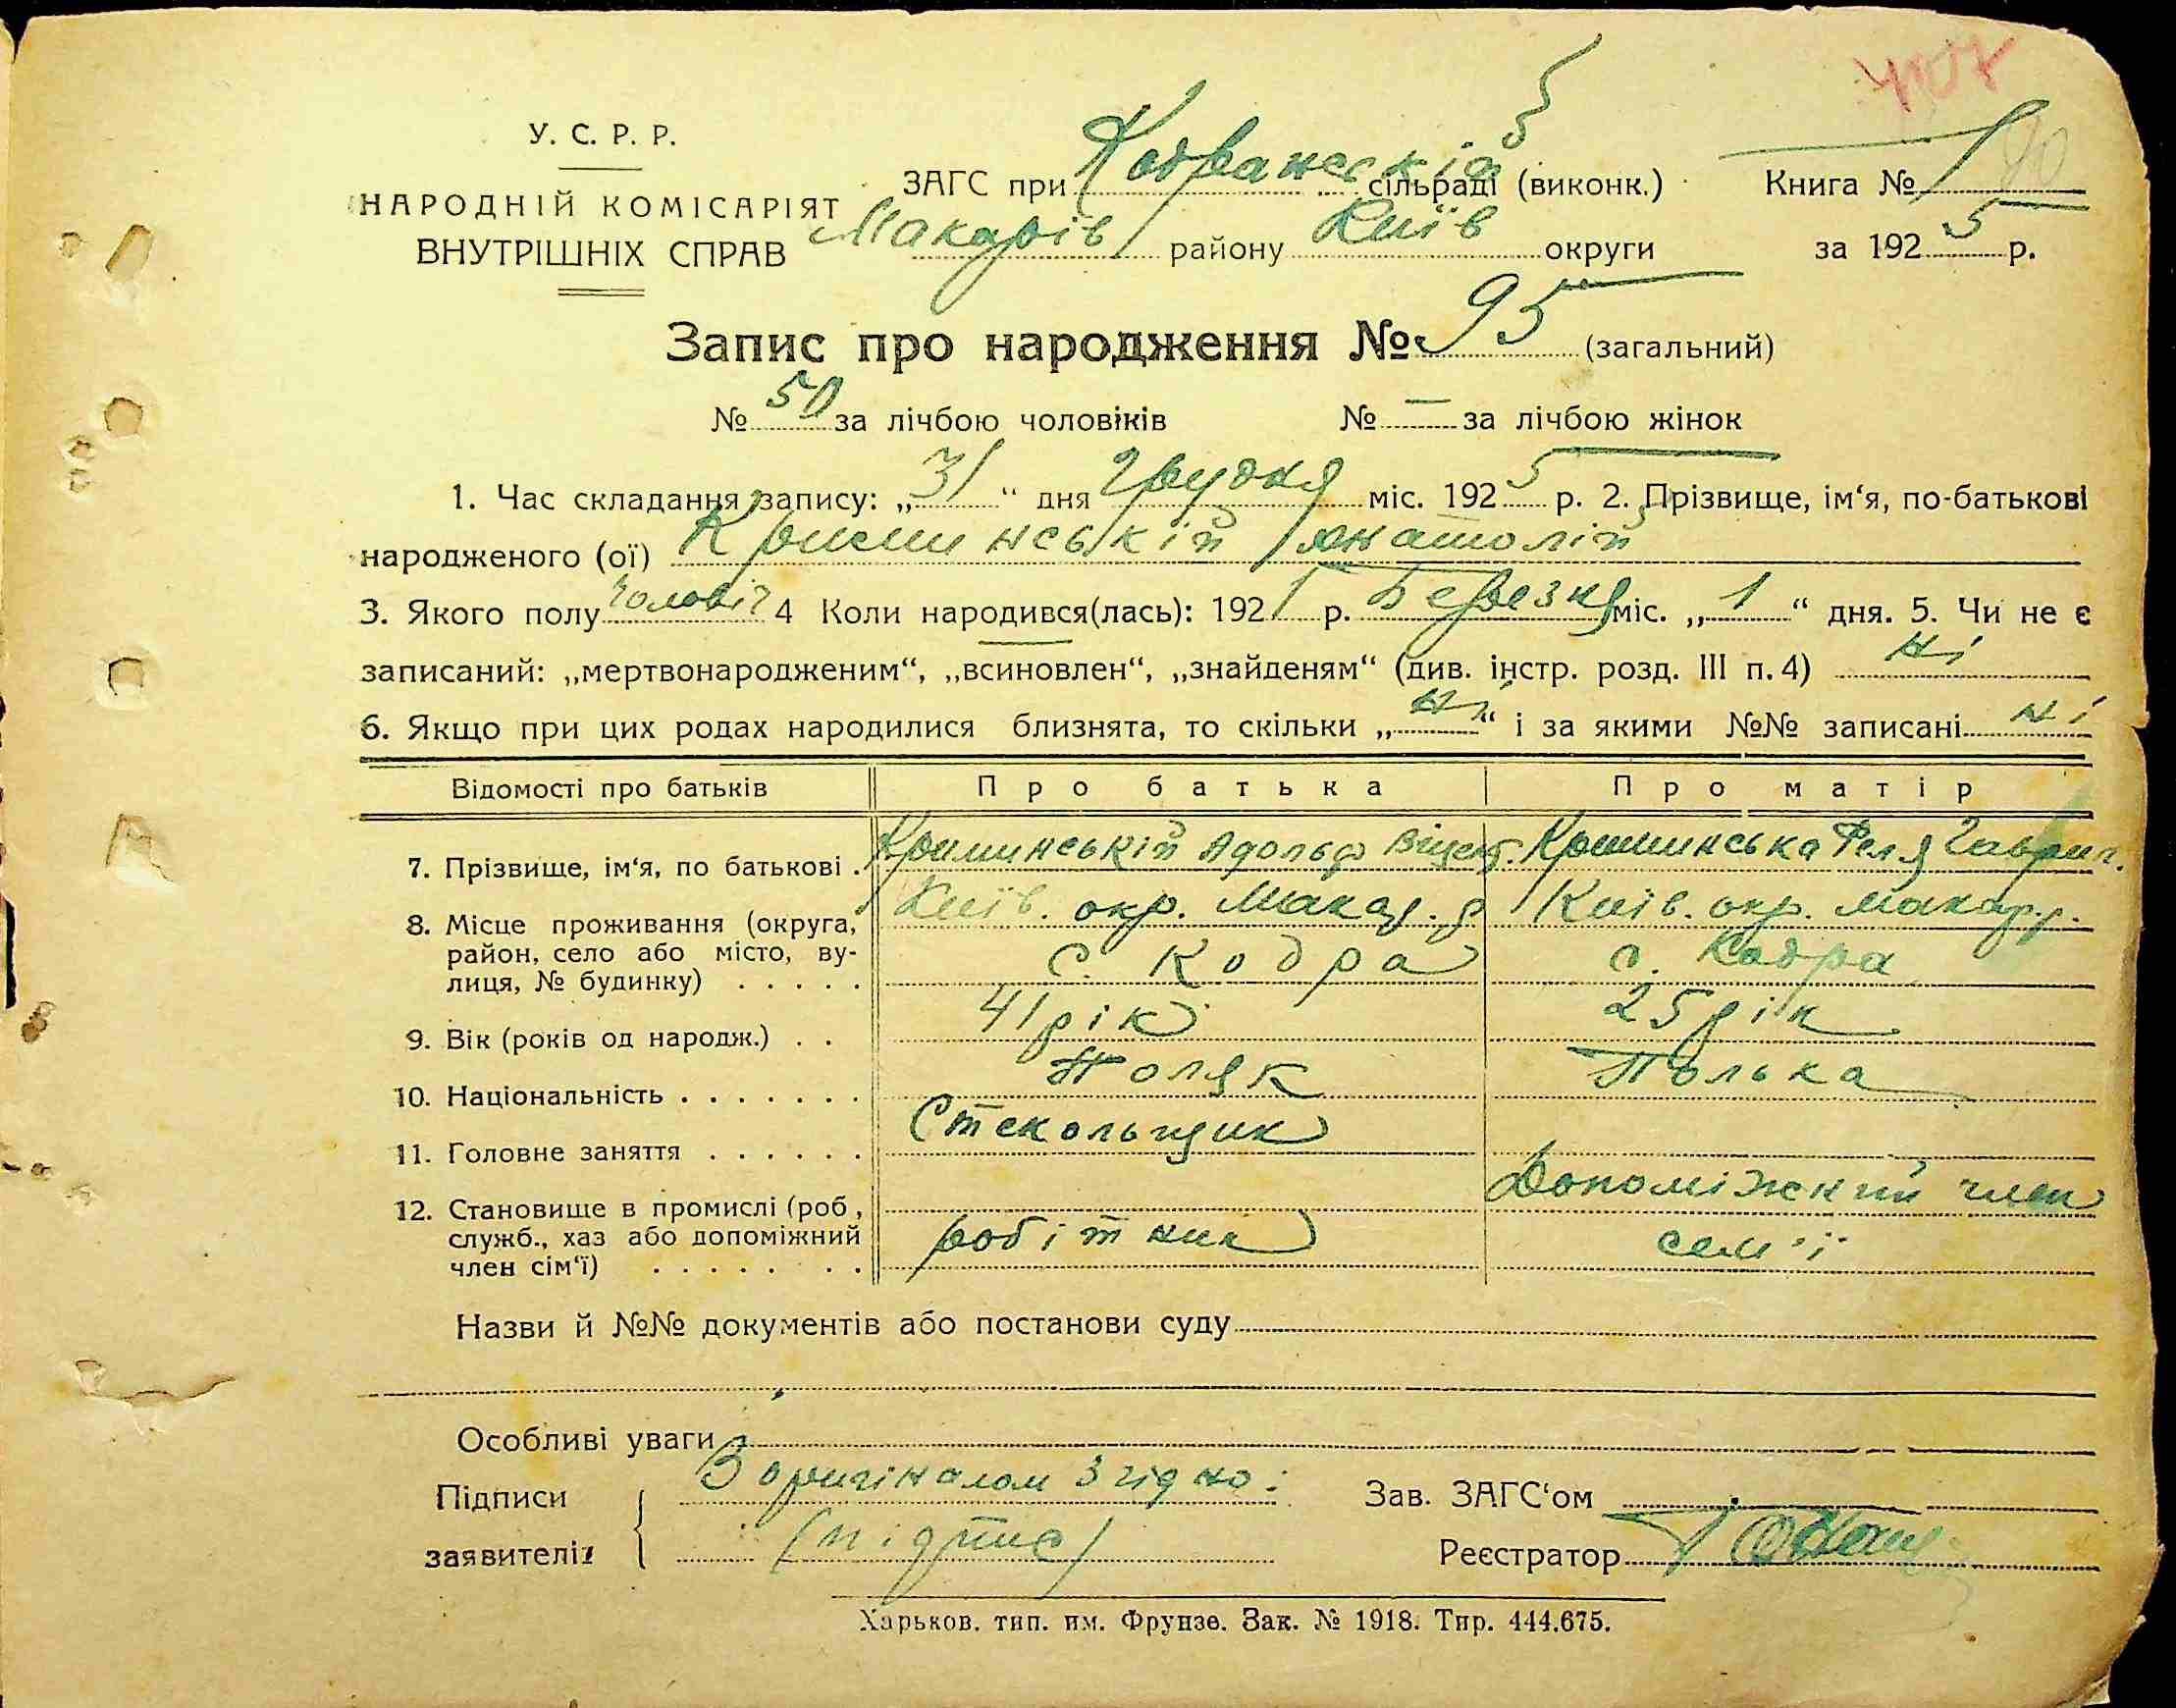 У. С. Р. Р.
НАРОДНІЙ КОМІСАРІЯТ
ВНУТРІШНІХ СПРАВ
ЗАГС при Кодранській сільраді (виконк.)
Макарів району Київ округи
Книга №
за 1925 р.
Запис про народження № 95 (загальний)
№ 50 за лічбою чоловіків № — за лічбою жінок
1. Час складання запису: „31“ дня Грудня міс. 1925 р. 2. Прізвище, ім‘я, по-батькові
народженого (ої) Анатолій
3. Якого полу чоловіч 4 Коли народився(лась): 192 р. Березня міс. „1“ дня. 5. Чи не є
записаний: „мертвонародженим“, „всиновлен“, „знайденям“ (див. інстр. розд. III п. 4) ні
6. Якщо при цих родах народилися близнята, то скільки „ні“ і за якими №№ записані ні
Відомості про батьків Про батька Про матір
7. Прізвище, ім‘я, по батькові . Адольф Феля
8. Місце проживання (округа, район, село або місто, вулиця, № будинку) . . . . .
Київ. окр. Макар. р
с. Кодра
Київ. окр. Макар. р.
с. Кодра
9. Вік (років од народж.) . . 41 рік 25 рік
10. Національність . . . . . . . Поляк Полька
11. Головне заняття . . . . . . Стекольщик
12. Становище в промислі (роб, служб., хаз або допоміжний член сім‘ї) . . . . . . . .
робітник
Допоміжний член
сем'ї
Назви й №№ документів або постанови суду
Особливі уваги
Підписи заявителів
З оригіналом згідно:
(підпис)
Зав. ЗАГС‘ом
Реєстратор
Харьков. тип. им. Фрунзе. Зак. № 1918. Тир. 444.675.